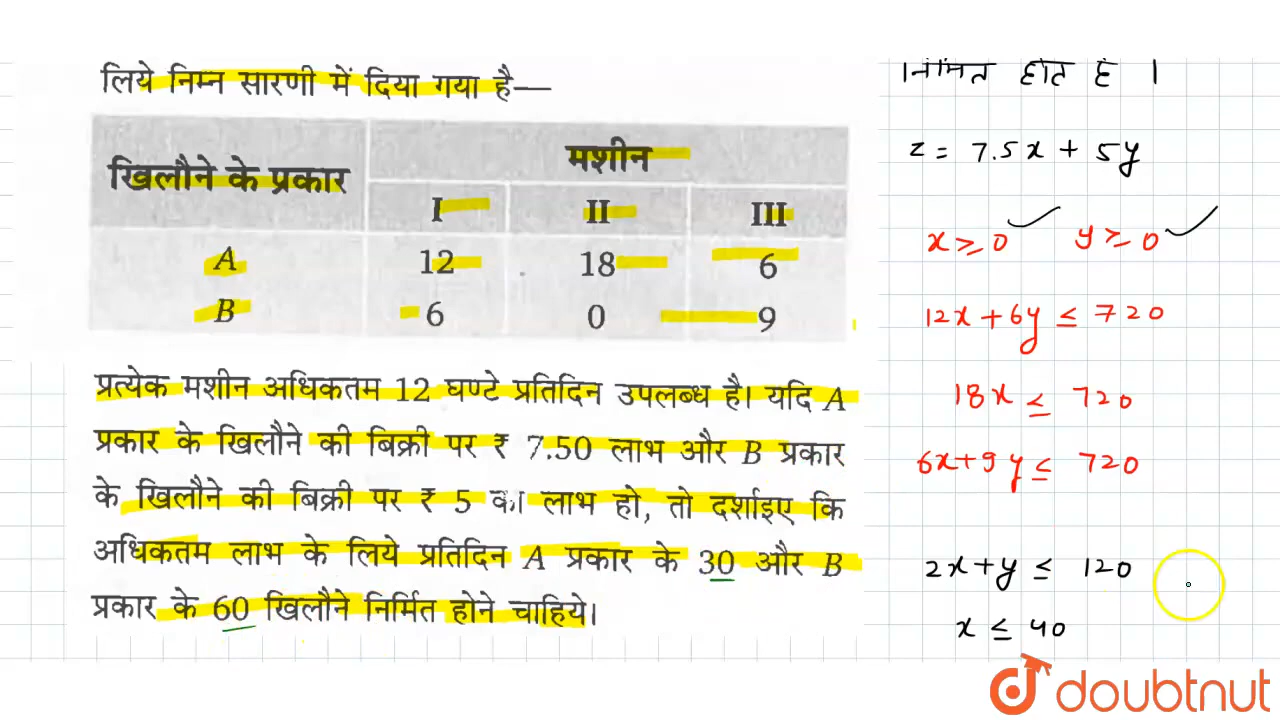 लिये निम्न सारणी में दिया गया है—
खिलौने के प्रकार मशीन
I II III
A 12 18 6
B 6 0 9
प्रत्येक मशीन अधिकतम 12 घण्टे प्रतिदिन उपलब्ध है। यदि A
प्रकार के खिलौने की बिक्री पर ₹ 7.50 लाभ और B प्रकार
के खिलौने की बिक्री पर ₹ 5 का लाभ हो, तो दर्शाइए कि
अधिकतम लाभ के लिये प्रतिदिन A प्रकार के 30 और B
प्रकार के 60 खिलौने निर्मित होने चाहिये।
z = 7.5x + 5y
x ≥ 0 y ≥ 0
12x + 6y ≤ 720
18x ≤ 720
6x + 9y ≤ 720
2x + y ≤ 120
x ≤ 40
doubtnut